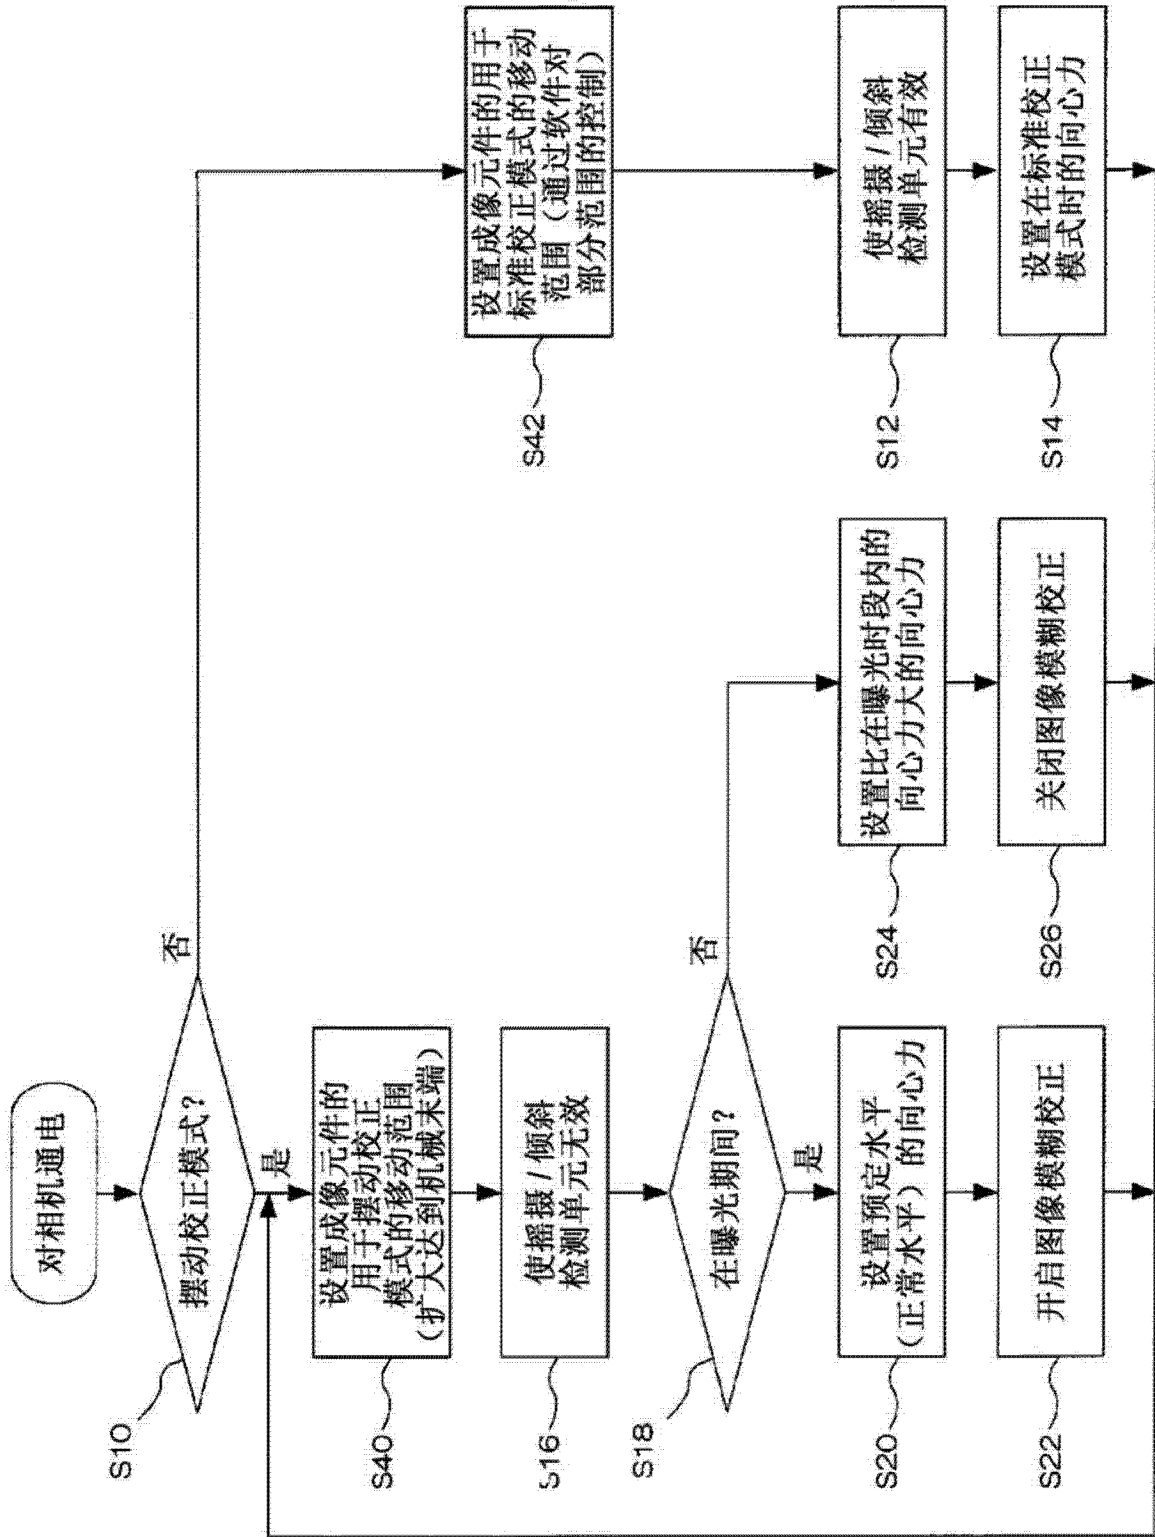 对相机通电
摆动校正模式？
S10
否
是
设置成像元件的
用于摆动校正
模式的移动范围
（扩大达到机械末端）
S40
设置成像元件的用于
标准校正模式的移动
范围（通过软件对
部分范围的控制）
S42
使摇摄/倾斜
检测单元无效
S16
在曝光期间？
S18
否
是
设置预定水平
（正常水平）的向心力
S20
设置比在曝光时段内的
向心力大的向心力
S24
使摇摄/倾斜
检测单元有效
S12
开启图像模糊校正
S22
关闭图像模糊校正
S26
设置在标准校正
模式时的向心力
S14